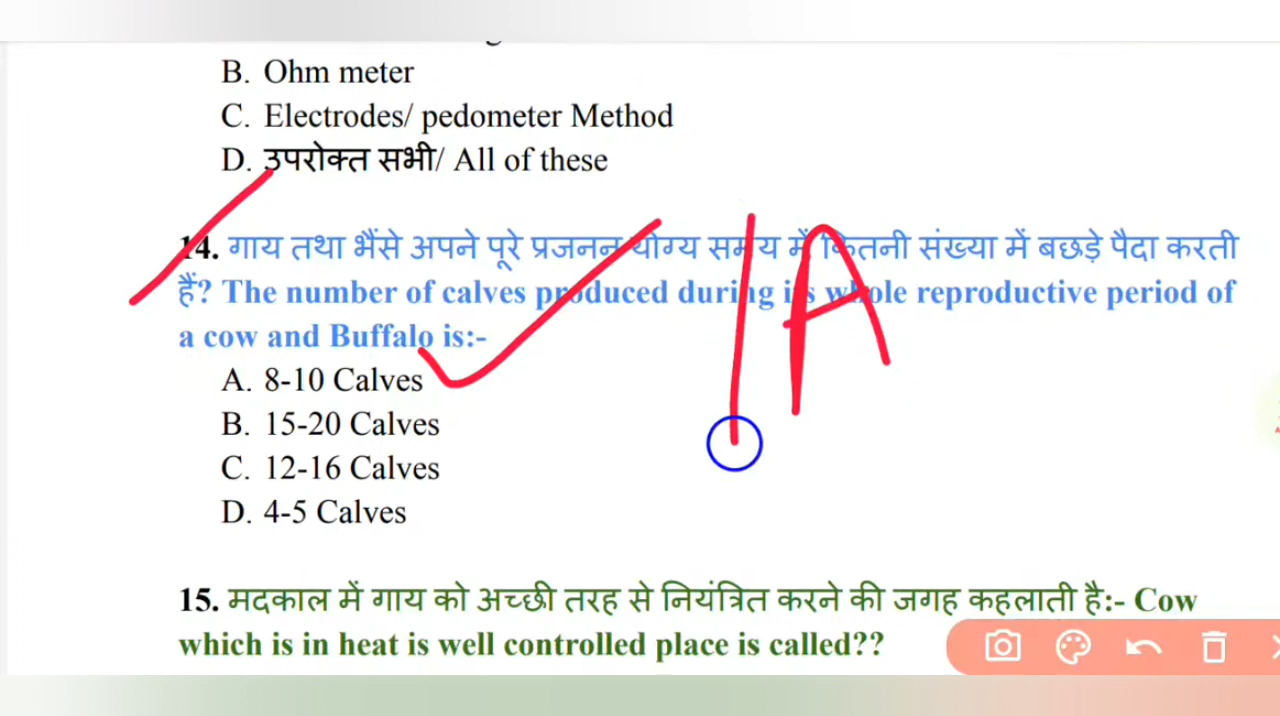 B. Ohm meter
C. Electrodes/ pedometer Method
D. उपरोक्त सभी/ All of these
14. गाय तथा भैंसे अपने पूरे प्रजनन योग्य समय में कितनी संख्या में बछड़े पैदा करती
हैं? The number of calves produced during its whole reproductive period of
a cow and Buffalo is:-
A. 8-10 Calves
B. 15-20 Calves
C. 12-16 Calves
D. 4-5 Calves
A
15. मदकाल में गाय को अच्छी तरह से नियंत्रित करने की जगह कहलाती है:- Cow
which is in heat is well controlled place is called??